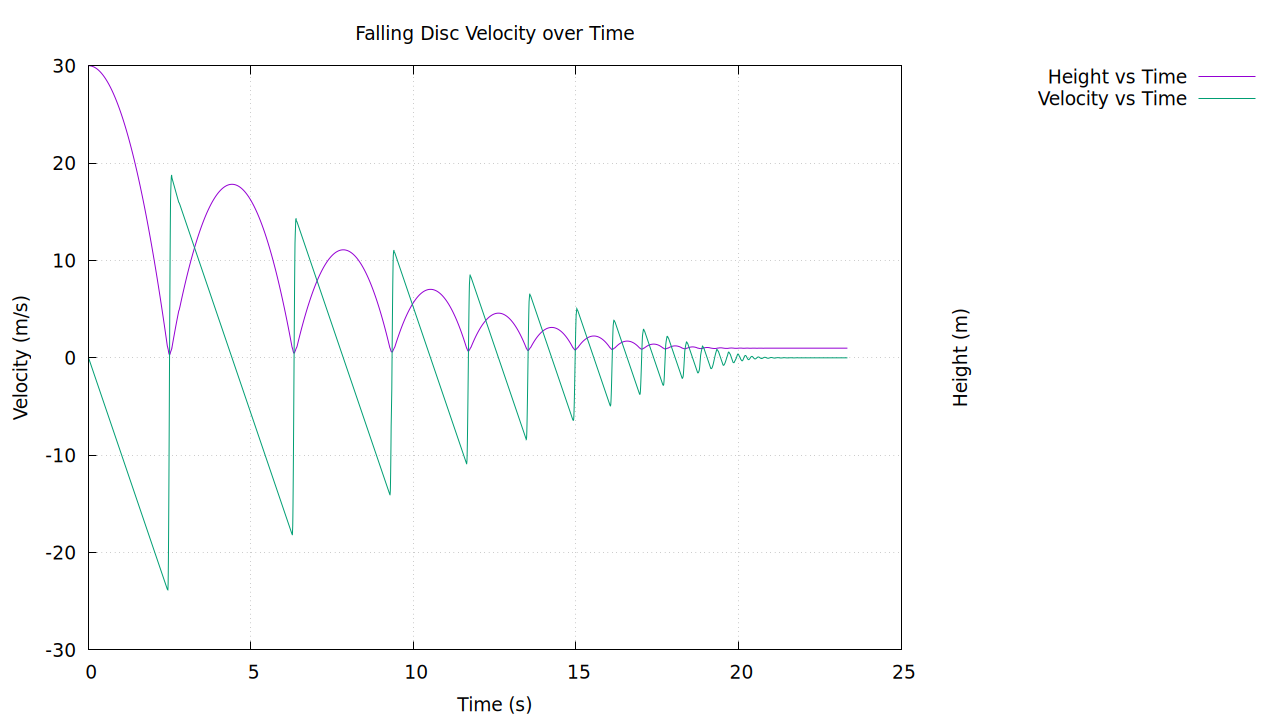 Falling Disc Velocity over Time
Height vs Time
Velocity vs Time
30
20
10
0
-10
-20
-30
Velocity (m/s)
Height (m)
0 5 10 15 20 25
Time (s)